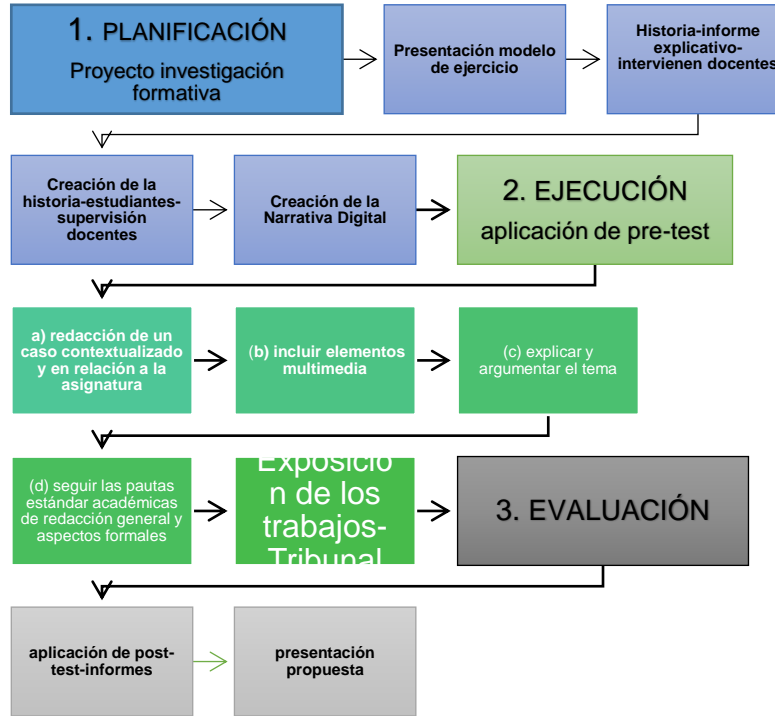 1. PLANIFICACIÓN
Proyecto investigación
formativa
Presentación modelo
de ejercicio
Historia-informe
explicativo-
intervienen docentes
Creación de la
historia-estudiantes-
supervisión
docentes
Creación de la
Narrativa Digital
2. EJECUCIÓN
aplicación de pre-test
a) redacción de un
caso contextualizado
y en relación a la
asignatura
(b) incluir elementos
multimedia
(c) explicar y
argumentar el tema
(d) seguir las pautas
estándar académicas
de redacción general y
aspectos formales
Exposició
n de los
trabajos-
Tribunal
3. EVALUACIÓN
aplicación de post-
test-informes
presentación
propuesta